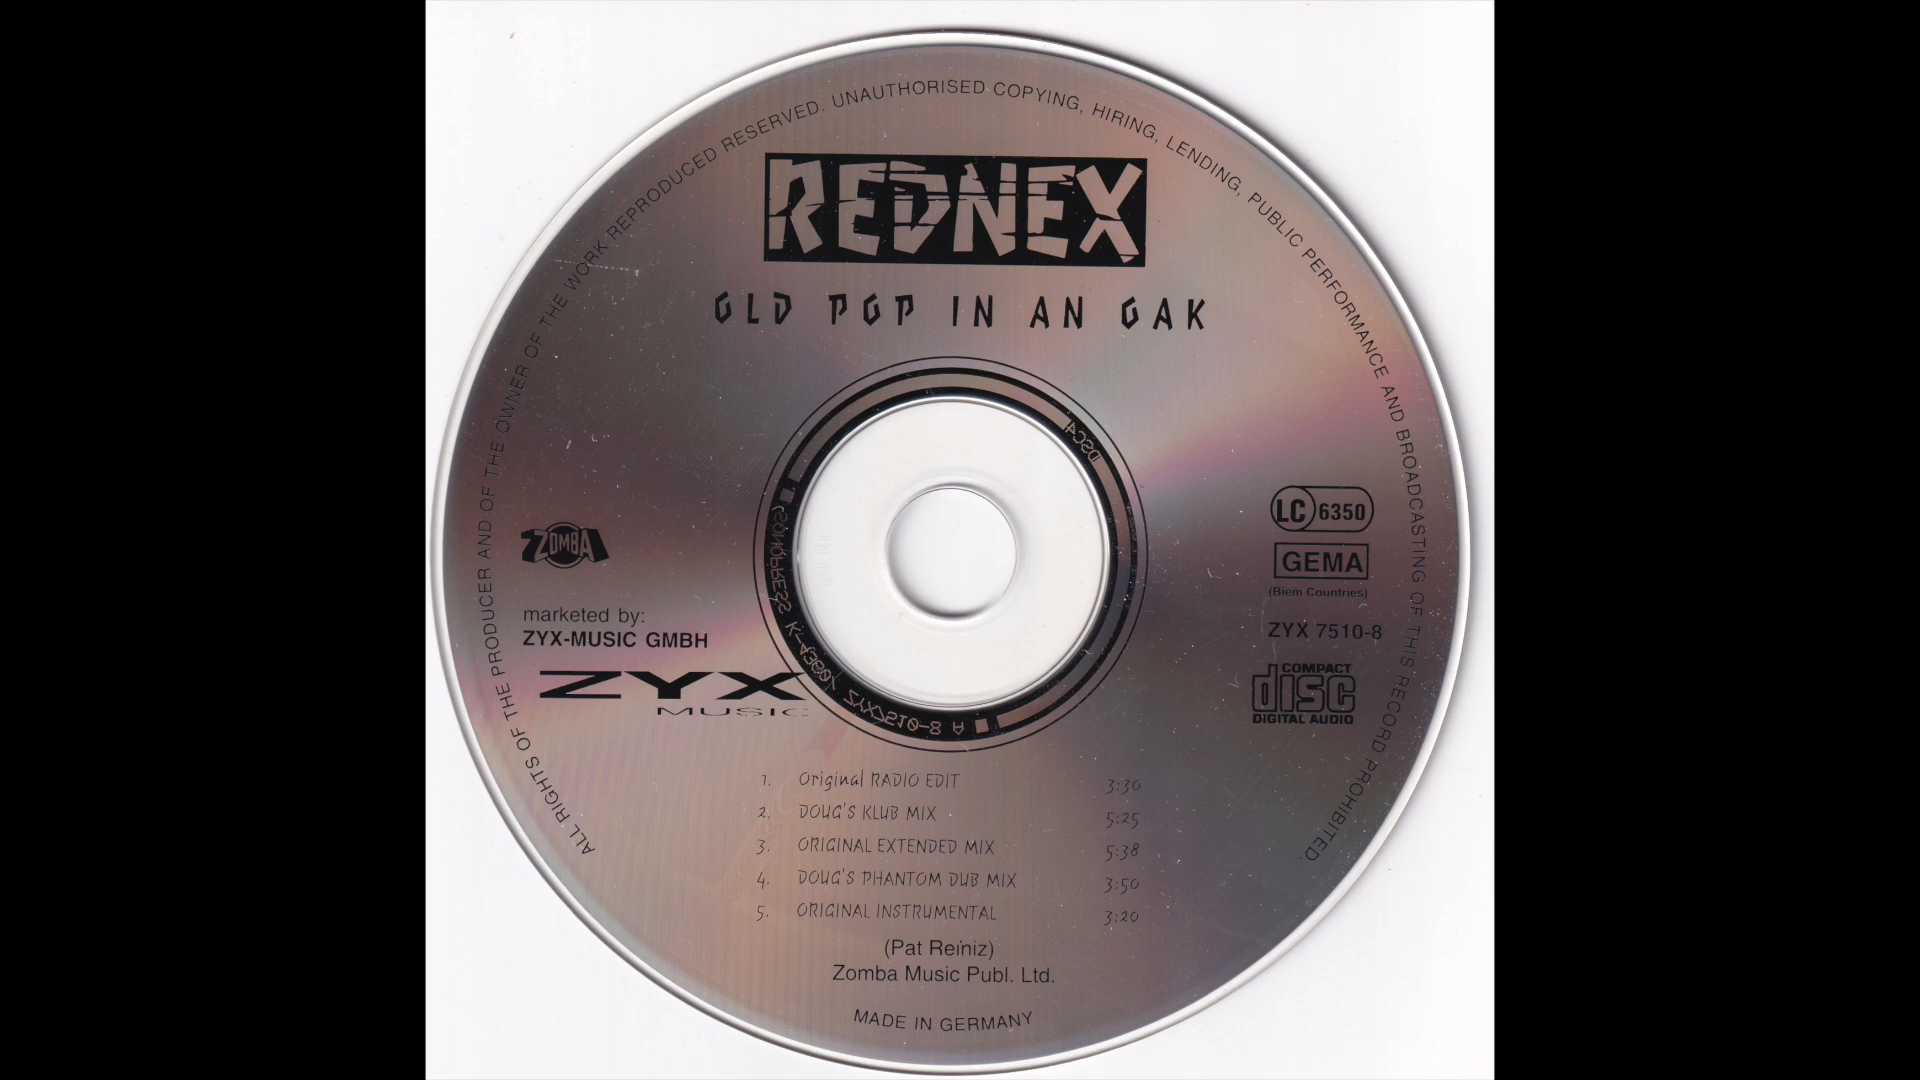 ALL RIGHTS OF THE PRODUCER AND OF THE OWNER OF THE WORK REPRODUCED RESERVED. UNAUTHORISED COPYING, HIRING, LENDING, PUBLIC PERFORMANCE AND BROADCASTING OF THIS RECORD PROHIBITED.
REDNEX
OLD POP IN AN OAK
DSC4
SONOPRESS
ZYX7510-8 A
LC 6350
GEMA
(Biem Countries)
ZYX 7510-8
COMPACT
disc
DIGITAL AUDIO
ZOMBA
marketed by:
ZYX-MUSIC GMBH
ZYX
MUSIC
1. Original RADIO EDIT 3:30
2. DOUG'S KLUB MIX 5:25
3. ORIGINAL EXTENDED MIX 5:38
4. DOUG'S PHANTOM DUB MIX 3:50
5. ORIGINAL INSTRUMENTAL 3:20
(Pat Reiniz)
Zomba Music Publ. Ltd.
MADE IN GERMANY